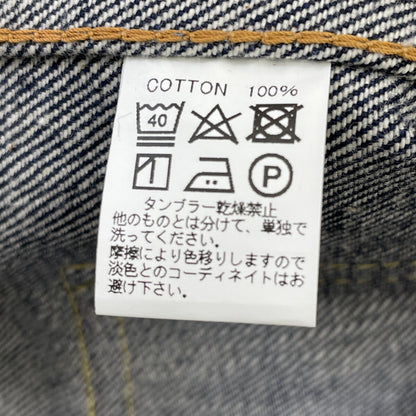 COTTON 100%
40
P
タンブラー乾燥禁止
他のものとは分けて、単独で
洗ってください。
摩擦により色移りしますので
淡色とのコーディネイトはお
避け下さい。